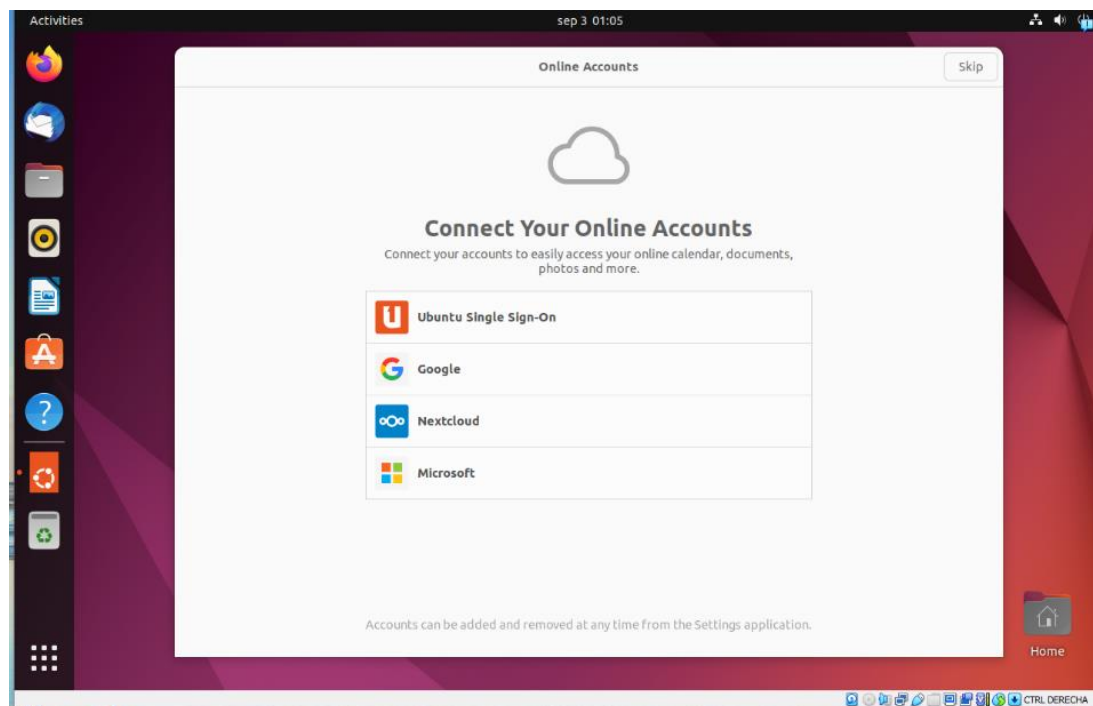 Activities
sep 3 01:05
Online Accounts
Skip
Connect Your Online Accounts
Connect your accounts to easily access your online calendar, documents,
photos and more.
Ubuntu Single Sign-On
Google
Nextcloud
Microsoft
Accounts can be added and removed at any time from the Settings application.
Home
CTRL DERECHA